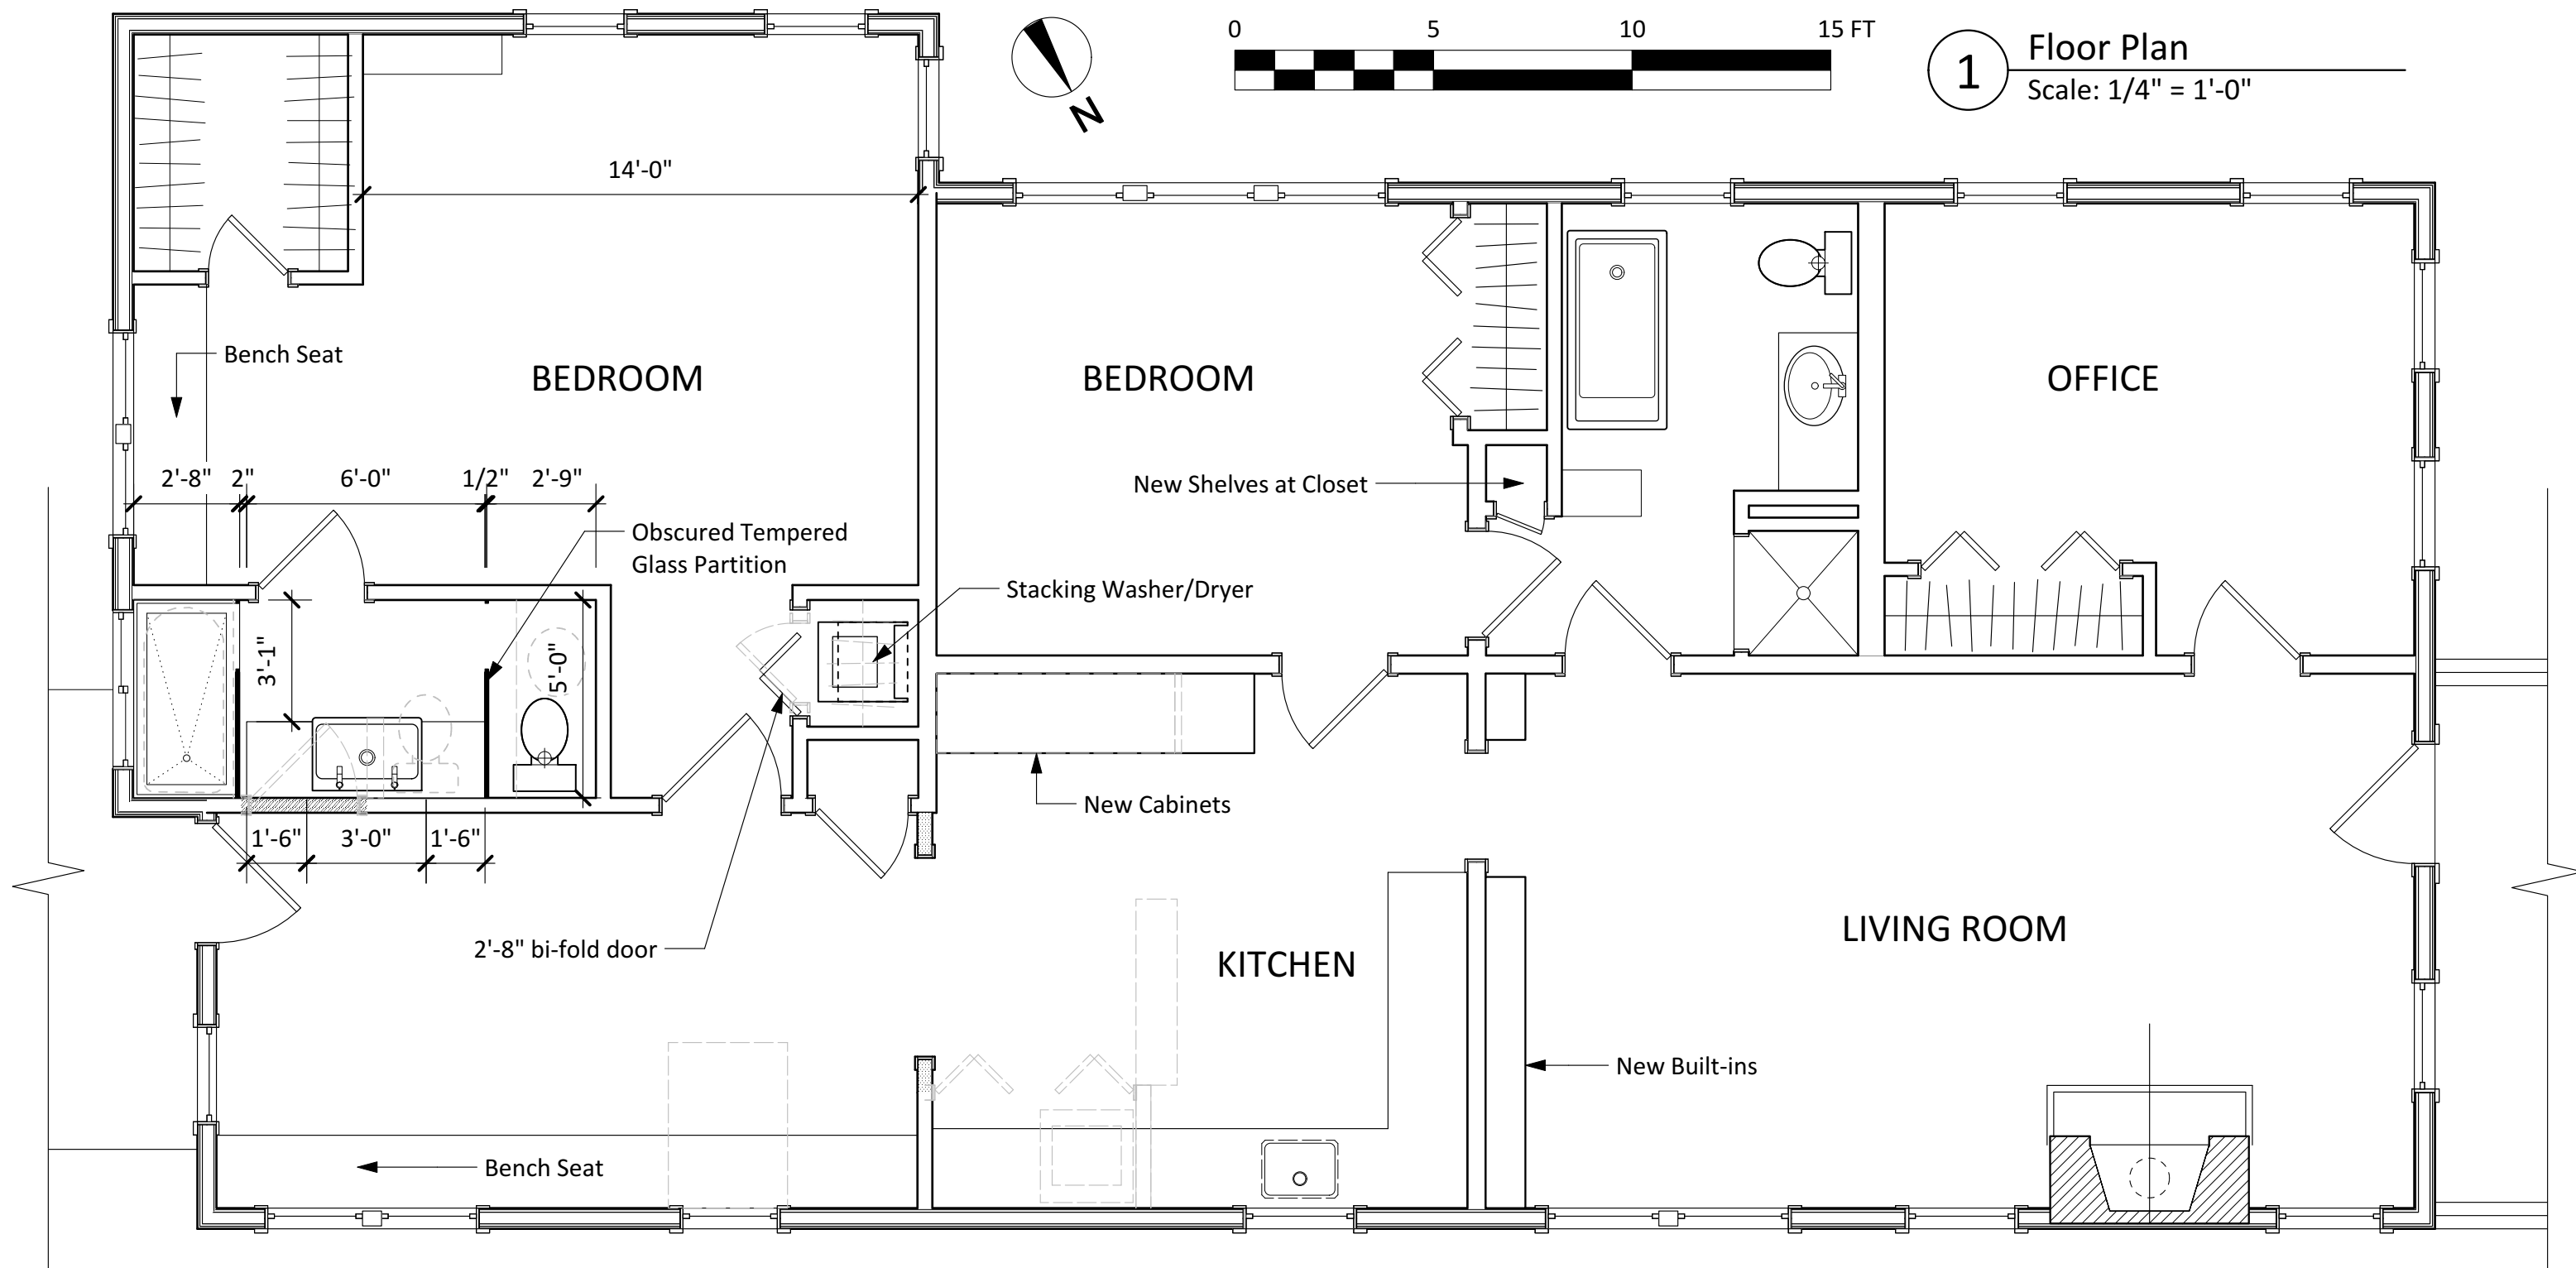 0 5 10 15 FT
1
Floor Plan
Scale: 1/4" = 1'-0"
N
14'-0"
Bench Seat
BEDROOM
BEDROOM
OFFICE
2'-8" 2" 6'-0" 1/2" 2'-9"
New Shelves at Closet
Obscured Tempered
Glass Partition
Stacking Washer/Dryer
3'-1"
5'-0"
New Cabinets
1'-6" 3'-0" 1'-6"
2'-8" bi-fold door
KITCHEN
LIVING ROOM
New Built-ins
Bench Seat